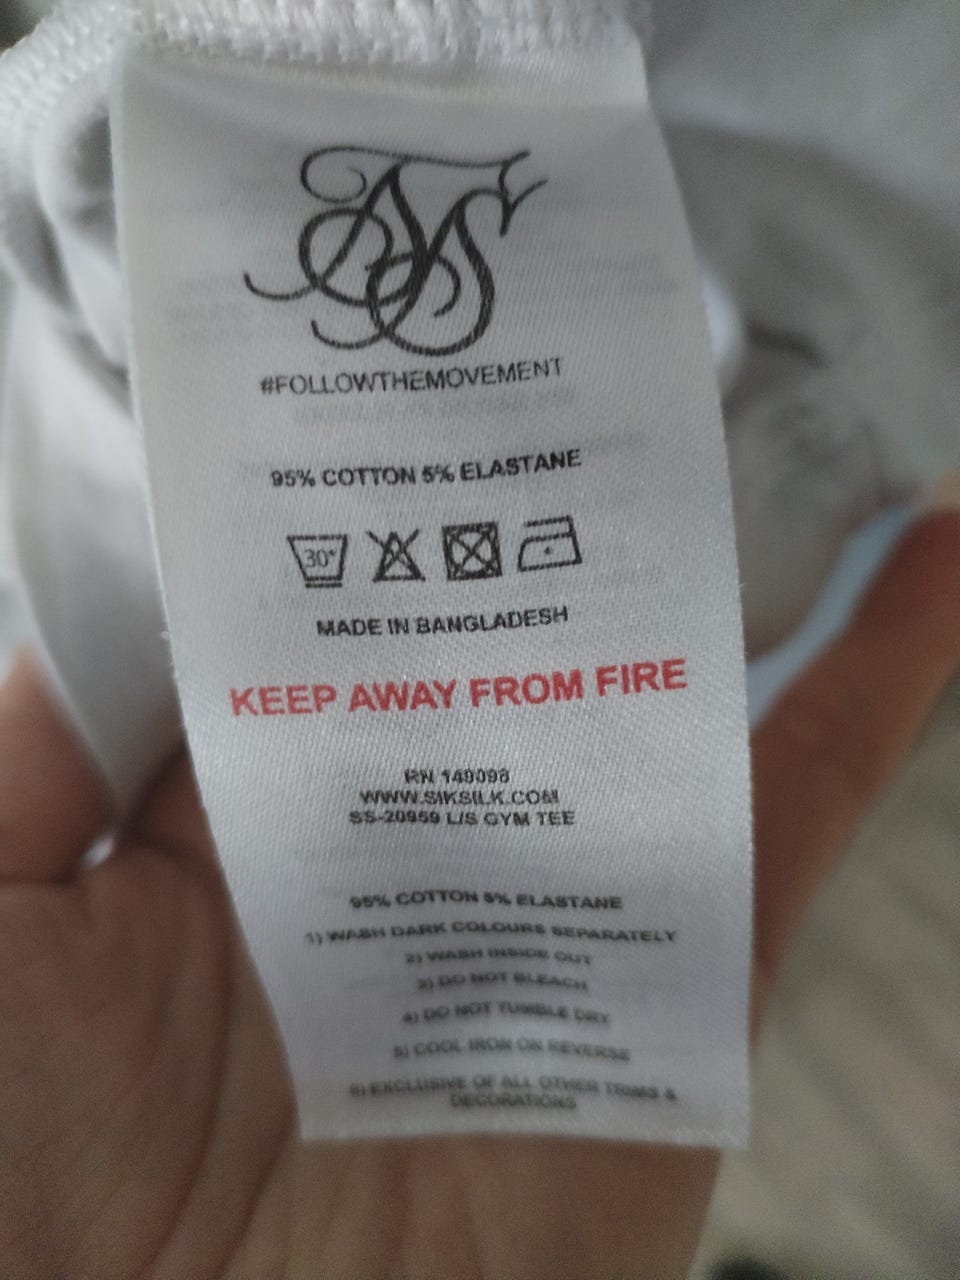 SS
#FOLLOWTHEMOVEMENT
95% COTTON 5% ELASTANE
30°
MADE IN BANGLADESH
KEEP AWAY FROM FIRE
RN 149098
WWW.SIKSILK.COM
SS-20959 L/S GYM TEE
95% COTTON 5% ELASTANE
1) WASH DARK COLOURS SEPARATELY
2) WASH INSIDE OUT
3) DO NOT BLEACH
4) DO NOT TUMBLE DRY
5) COOL IRON ON REVERSE
6) EXCLUSIVE OF ALL OTHER TRIMS &
DECORATIONS